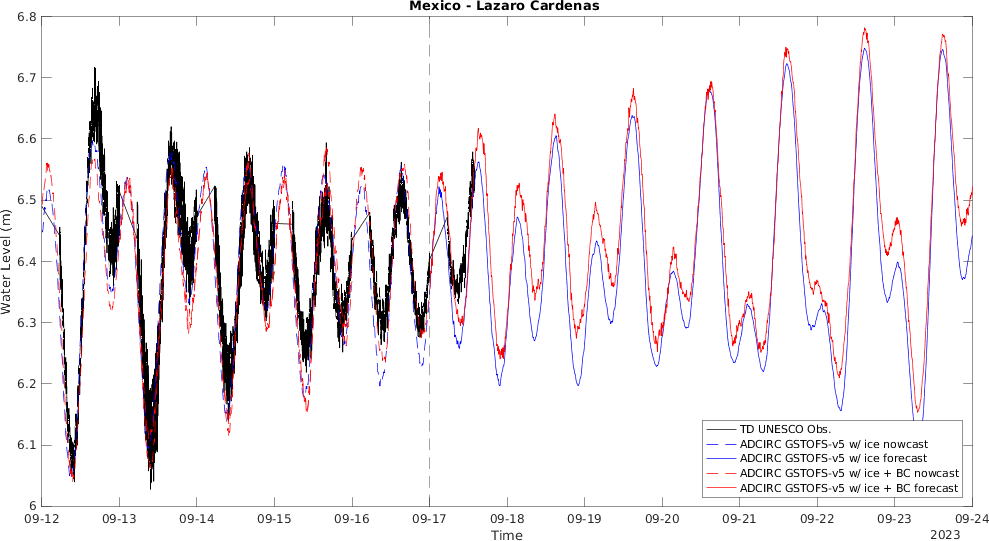 Mexico - Lazaro Cardenas
6.8
6.7
6.6
6.5
6.4
6.3
6.2
6.1
6
Water Level (m)
TD UNESCO Obs.
ADCIRC GSTOFS-v5 w/ ice nowcast
ADCIRC GSTOFS-v5 w/ ice forecast
ADCIRC GSTOFS-v5 w/ ice + BC nowcast
ADCIRC GSTOFS-v5 w/ ice + BC forecast
09-12 09-13 09-14 09-15 09-16 09-17 09-18 09-19 09-20 09-21 09-22 09-23 09-24
Time
2023